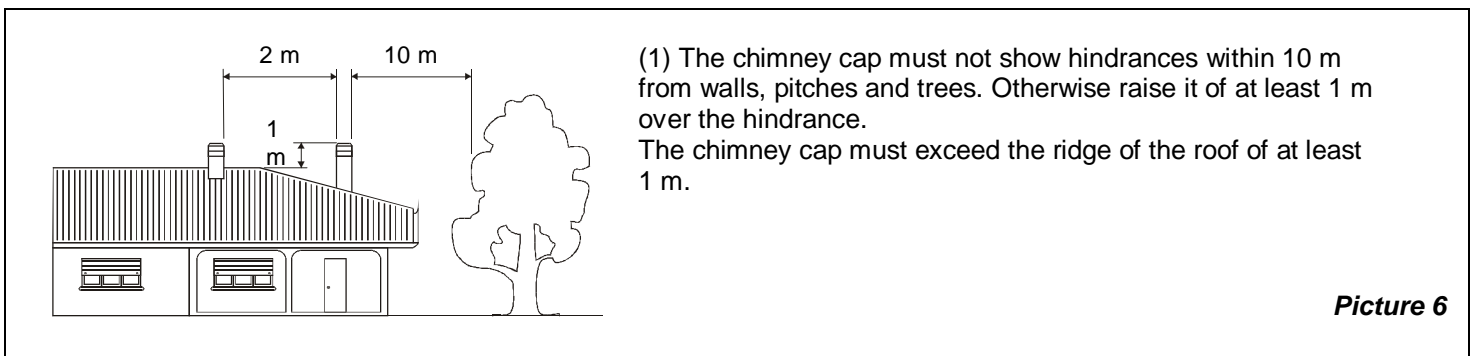 2 m
10 m
1
m
(1) The chimney cap must not show hindrances within 10 m
from walls, pitches and trees. Otherwise raise it of at least 1 m
over the hindrance.
The chimney cap must exceed the ridge of the roof of at least
1 m.
Picture 6